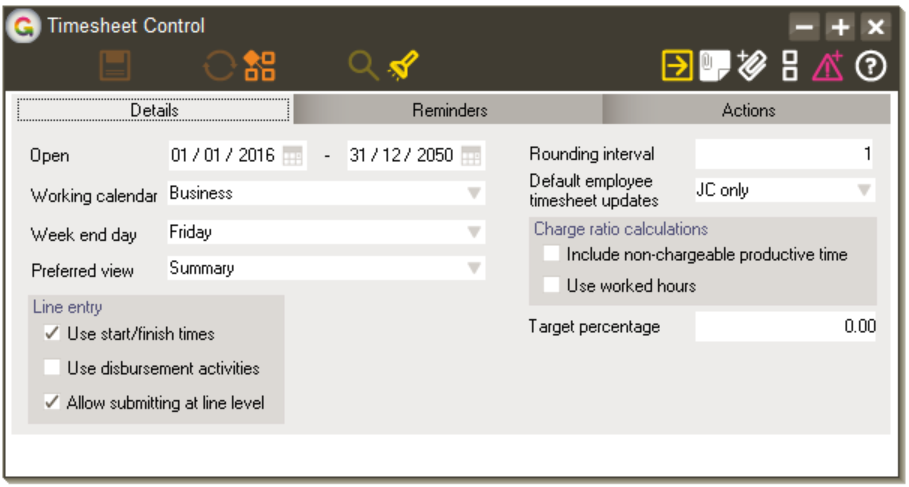 Timesheet Control
Details Reminders Actions
Open 01 / 01 / 2016 - 31 / 12 / 2050
Working calendar Business
Week end day Friday
Preferred view Summary
Line entry
Use start/finish times
Use disbursement activities
Allow submitting at line level
Rounding interval 1
Default employee
timesheet updates JC only
Charge ratio calculations
Include non-chargeable productive time
Use worked hours
Target percentage 0.00